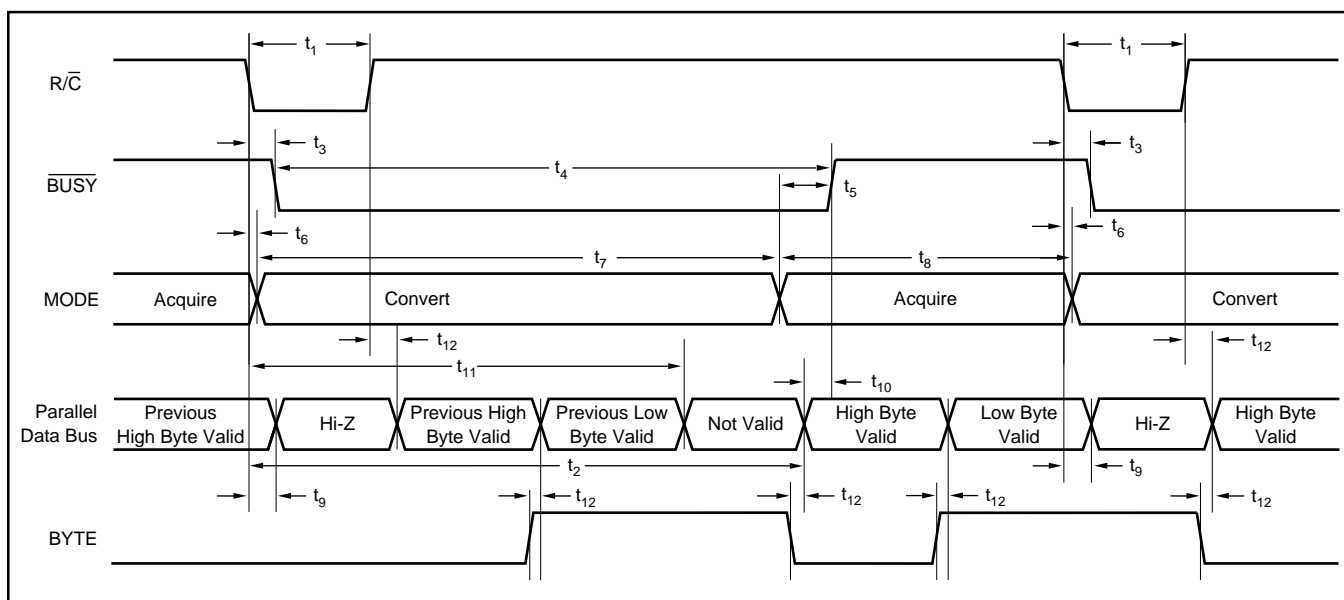 t1 t1
R/C̅
t3 t3
t4
B̅U̅S̅Y̅ t5
t6 t6
t7 t8
MODE Acquire Convert Acquire Convert
t12 t12
t11
t10
Parallel Data Bus
Previous High Byte Valid
Hi-Z
Previous High Byte Valid
Previous Low Byte Valid
Not Valid
High Byte Valid
Low Byte Valid
Hi-Z
High Byte Valid
t2
t9 t12 t12 t12 t9 t12
BYTE